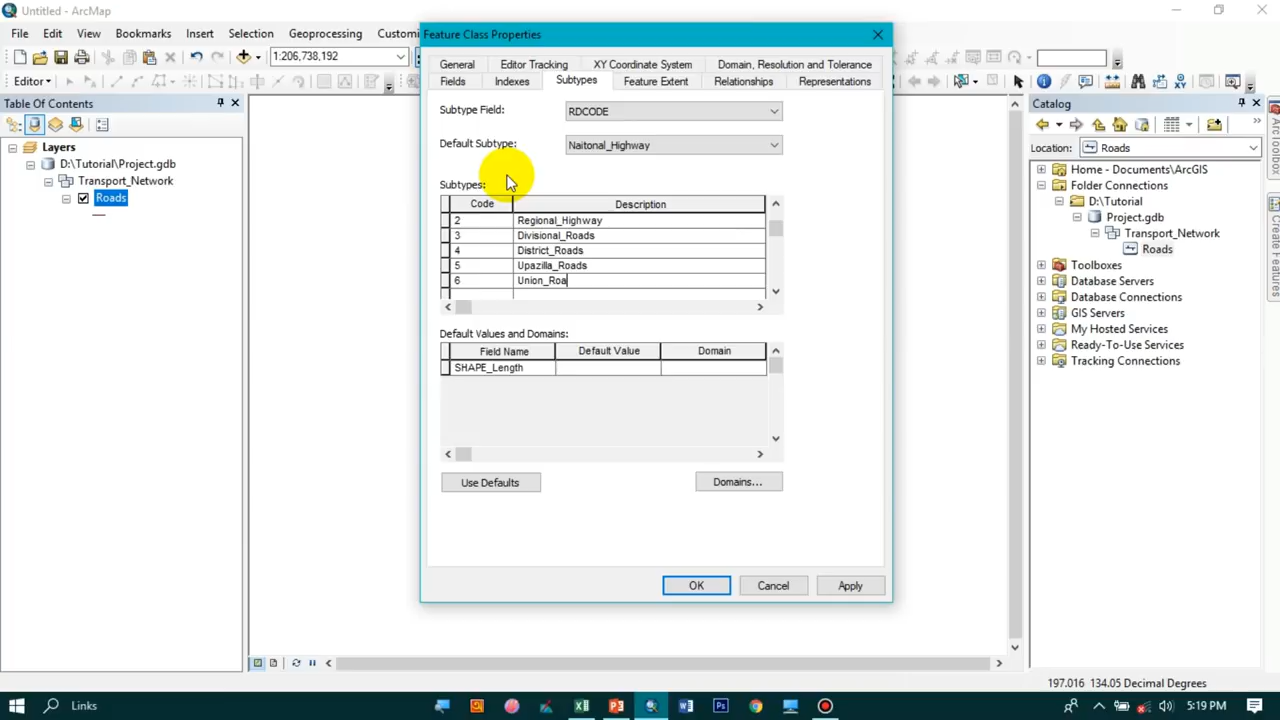 Untitled - ArcMap
File Edit View Bookmarks Insert Selection Geoprocessing Customi
1:206,738,192
Editor
Table Of Contents
Layers
D:\Tutorial\Project.gdb
Transport_Network
Roads
Feature Class Properties
General Editor Tracking XY Coordinate System Domain, Resolution and Tolerance
Fields Indexes Subtypes Feature Extent Relationships Representations
Subtype Field: RDCODE
Default Subtype: Naitonal_Highway
Subtypes:
Code Description
2 Regional_Highway
3 Divisional_Roads
4 District_Roads
5 Upazilla_Roads
6 Union_Roa
Default Values and Domains:
Field Name Default Value Domain
SHAPE_Length
Use Defaults Domains...
OK Cancel Apply
Catalog
Location: Roads
Home - Documents\ArcGIS
Folder Connections
D:\Tutorial
Project.gdb
Transport_Network
Roads
Toolboxes
Database Servers
Database Connections
GIS Servers
My Hosted Services
Ready-To-Use Services
Tracking Connections
ArcToolbox
Create Features
197.016 134.05 Decimal Degrees
Links
5:19 PM